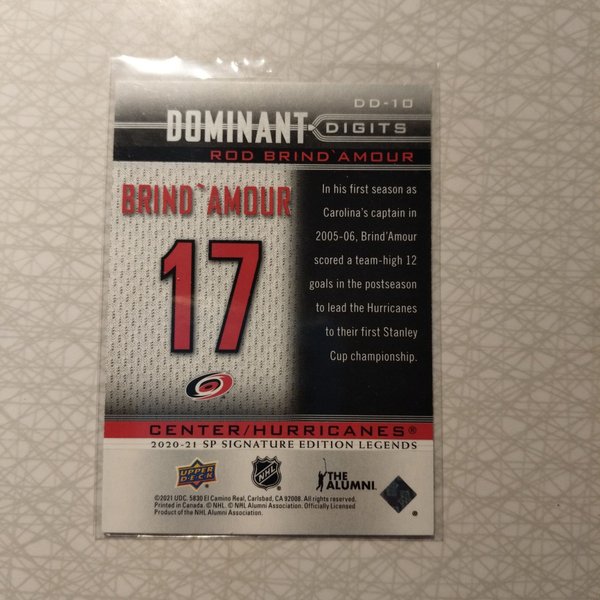 DD-10
DOMINANT DIGITS
ROD BRIND`AMOUR
BRIND`AMOUR
17
In his first season as
Carolina's captain in
2005-06, Brind'Amour
scored a team-high 12
goals in the postseason
to lead the Hurricanes
to their first Stanley
Cup championship.
CENTER/HURRICANES®
2020-21 SP SIGNATURE EDITION LEGENDS
UPPER DECK
NHL
THE ALUMNI
©2021 UDC. 5830 El Camino Real, Carlsbad, CA 92008. All rights reserved.
Printed in Canada. © NHL. © NHL Alumni Association. Officially Licensed
Product of the NHL Alumni Association.
®